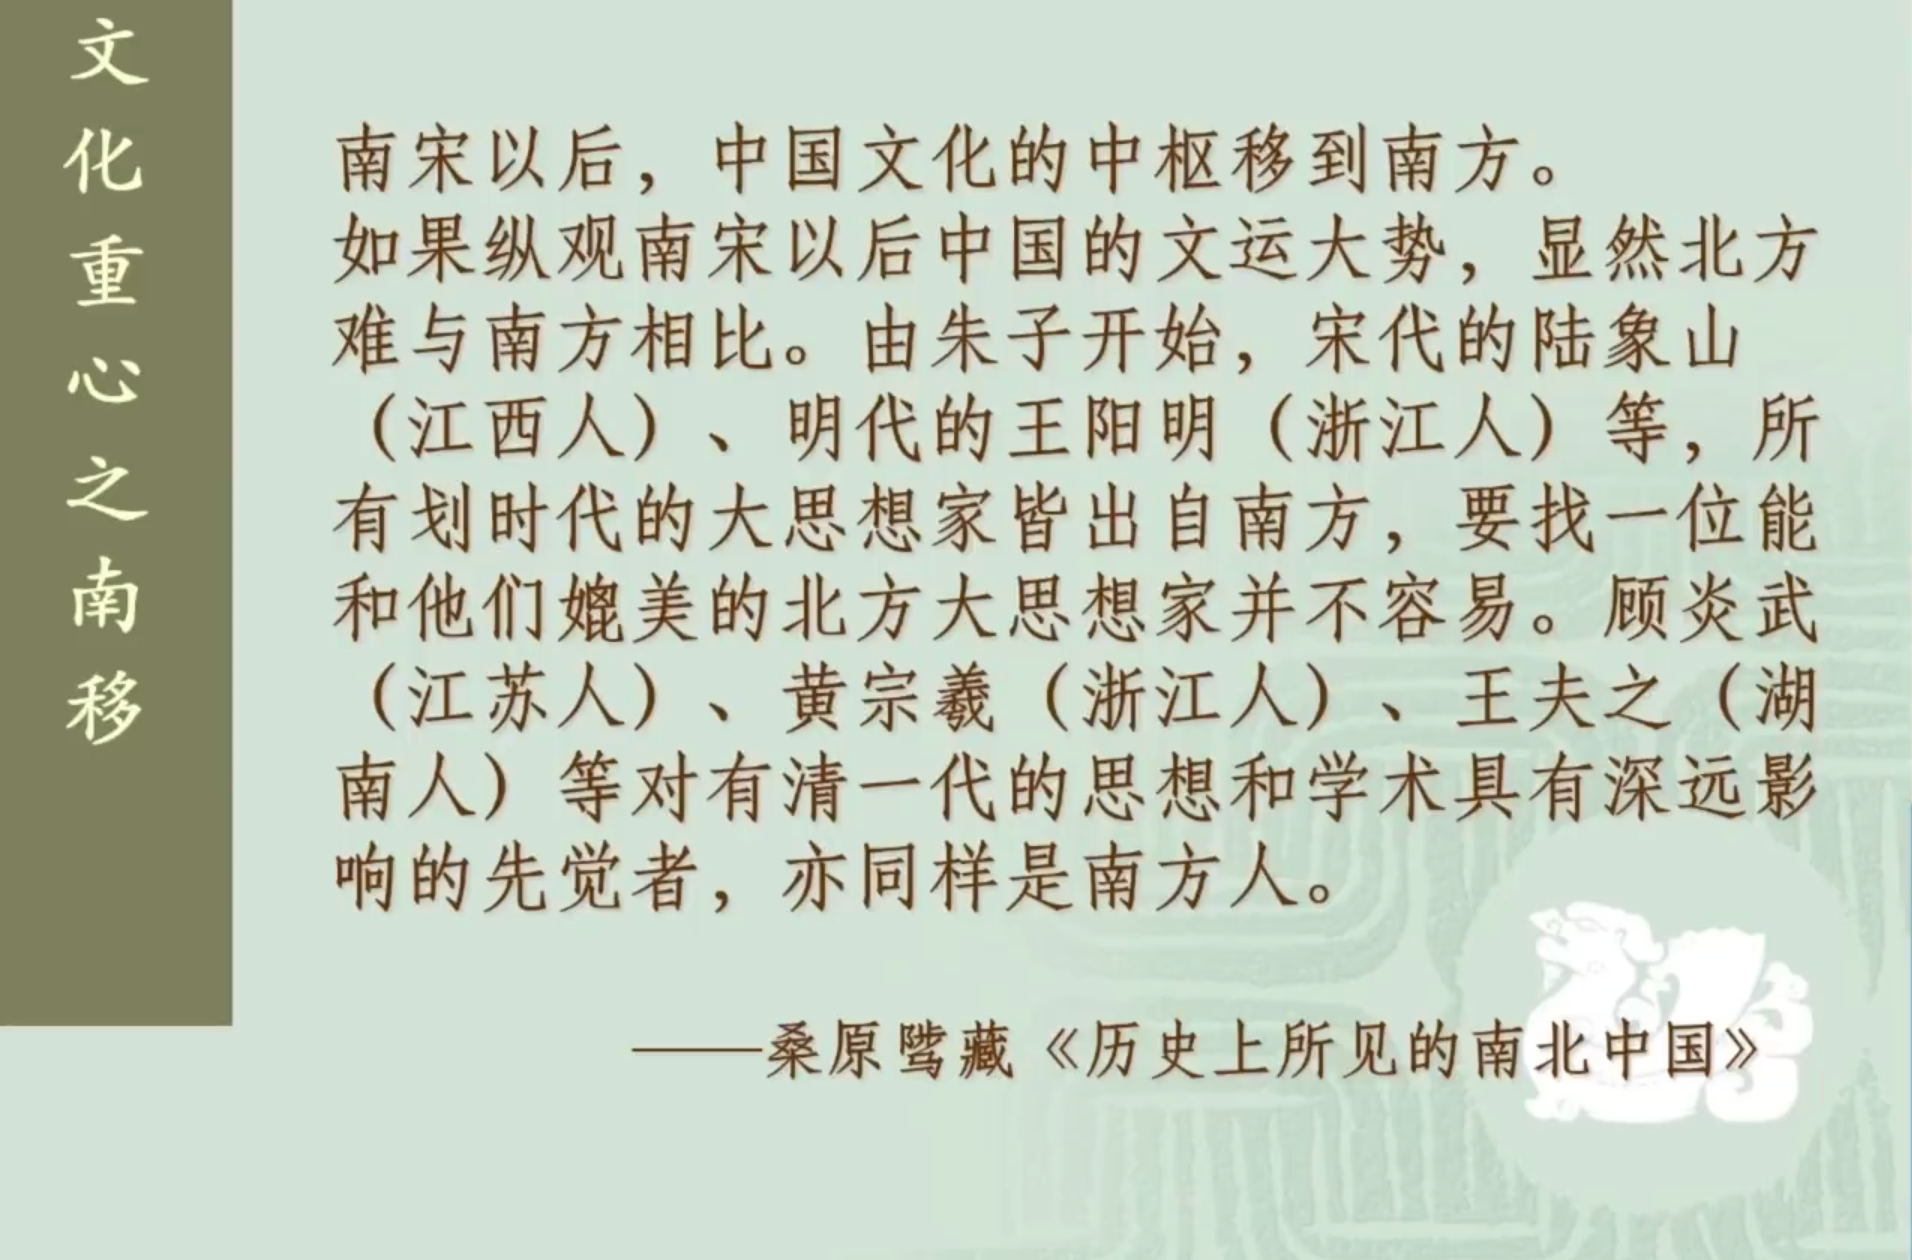 文化重心之南移
南宋以后，中国文化的中枢移到南方。
如果纵观南宋以后中国的文运大势，显然北方
难与南方相比。由朱子开始，宋代的陆象山
（江西人）、明代的王阳明（浙江人）等，所
有划时代的大思想家皆出自南方，要找一位能
和他们媲美的北方大思想家并不容易。顾炎武
（江苏人）、黄宗羲（浙江人）、王夫之（湖
南人）等对有清一代的思想和学术具有深远影
响的先觉者，亦同样是南方人。
——桑原骘藏《历史上所见的南北中国》